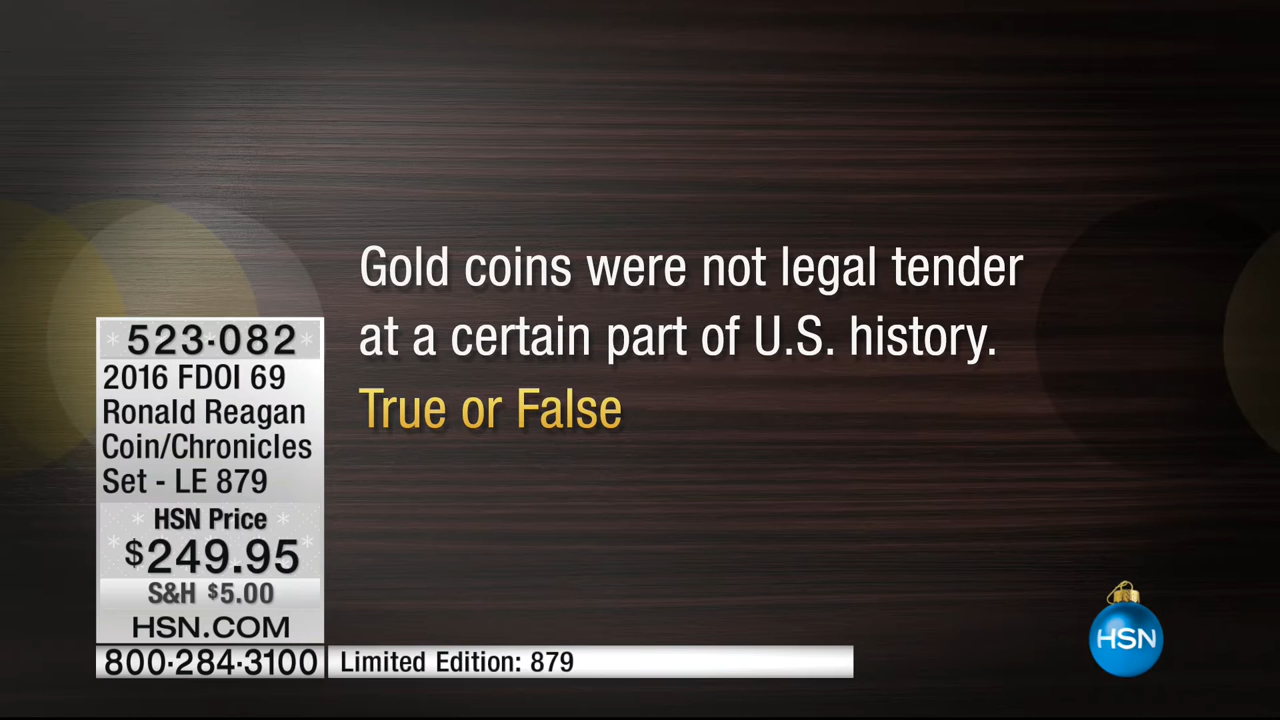 Gold coins were not legal tender
at a certain part of U.S. history.
True or False
523·082
2016 FDOI 69
Ronald Reagan
Coin/Chronicles
Set - LE 879
HSN Price
$249.95
S&H $5.00
HSN.COM
800·284·3100
Limited Edition: 879
HSN